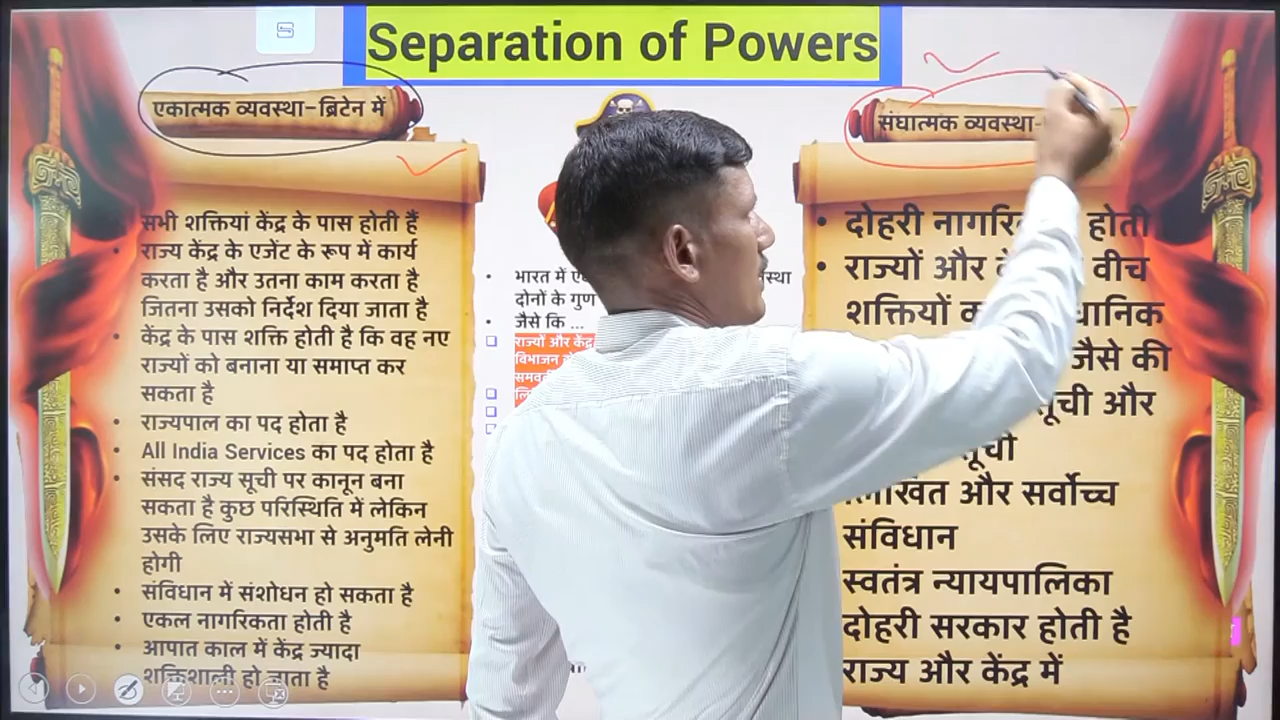 Separation of Powers
एकात्मक व्यवस्था-ब्रिटेन में
सभी शक्तियां केंद्र के पास होती हैं
राज्य केंद्र के एजेंट के रूप में कार्य
करता है और उतना काम करता है
जितना उसको निर्देश दिया जाता है
केंद्र के पास शक्ति होती है कि वह नए
राज्यों को बनाना या समाप्त कर
सकता है
राज्यपाल का पद होता है
All India Services का पद होता है
संसद राज्य सूची पर कानून बना
सकता है कुछ परिस्थिति में लेकिन
उसके लिए राज्यसभा से अनुमति लेनी
होगी
संविधान में संशोधन हो सकता है
एकल नागरिकता होती है
आपात काल में केंद्र ज्यादा
शक्तिशाली हो जाता है
भारत में
दोनों के गुण
जैसे कि ...
राज्यों और केंद्र
विभाजन
संघात्मक व्यवस्था-
दोहरी होती
राज्यों और वीच
शक्तियों
जैसे की
और
सूची
लिखित और सर्वोच्च
संविधान
स्वतंत्र न्यायपालिका
दोहरी सरकार होती है
राज्य और केंद्र में